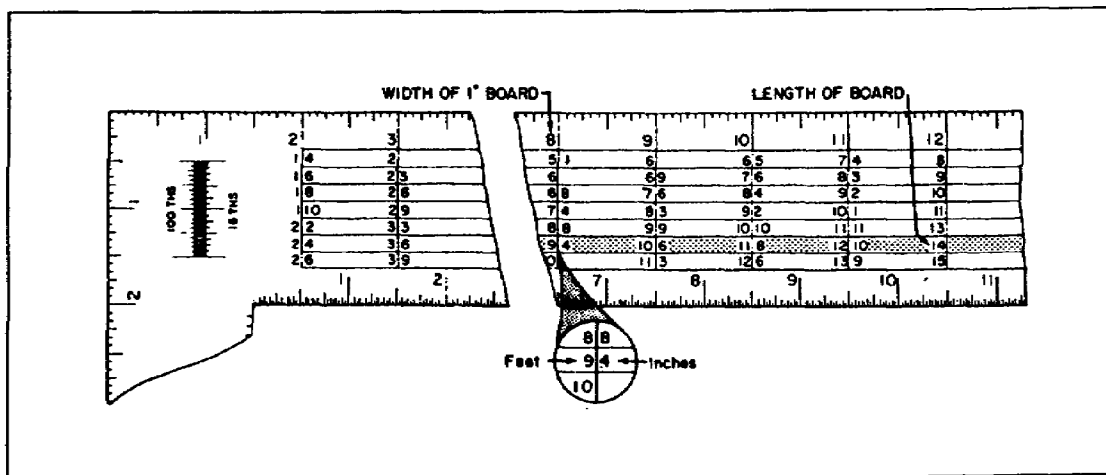 WIDTH OF 1" BOARD
LENGTH OF BOARD
2 3 8 9 10 11 12
1 4 2 5 4 6 6 5 7 4 8
1 6 2 3 6 6 9 7 6 8 3 9
1 8 2 6 6 8 7 6 8 4 9 2 10
1 10 2 9 7 4 8 3 9 2 10 1 11
2 2 3 3 8 8 9 9 10 10 11 11 13
2 4 3 6 9 4 10 6 11 8 12 10 14
2 6 3 9 0 11 3 12 6 13 9 15
100 THS
16 THS
1
1
2
1 2 7 8 9 10 11
8 8
Feet 9 4 Inches
10